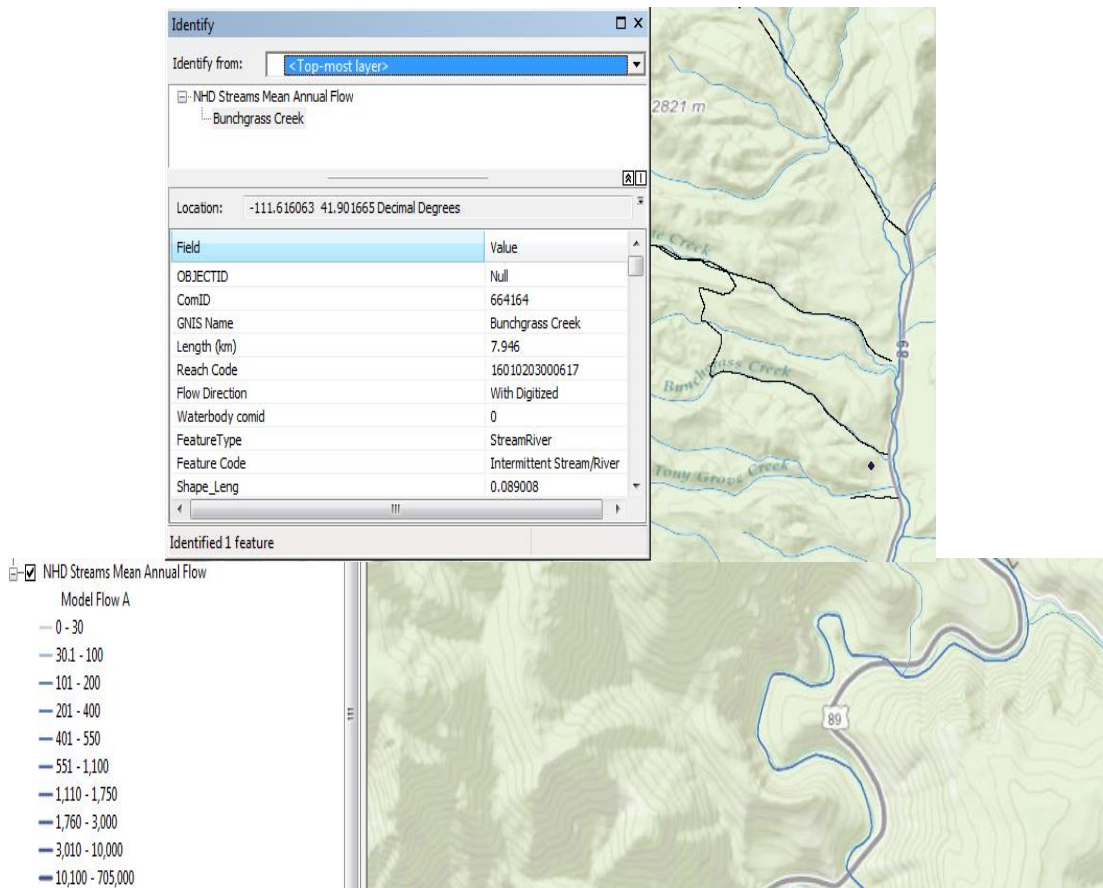 Identify
Identify from: <Top-most layer>
NHD Streams Mean Annual Flow
Bunchgrass Creek
Location: -111.616063 41.901665 Decimal Degrees
Field Value
OBJECTID Null
ComID 664164
GNIS Name Bunchgrass Creek
Length (km) 7.946
Reach Code 16010203000617
Flow Direction With Digitized
Waterbody comid 0
FeatureType StreamRiver
Feature Code Intermittent Stream/River
Shape_Leng 0.089008
Identified 1 feature
2821 m
Creek
89
Creek
Tony Grove Creek
NHD Streams Mean Annual Flow
Model Flow A
0 - 30
30.1 - 100
101 - 200
201 - 400
401 - 550
551 - 1,100
1,110 - 1,750
1,760 - 3,000
3,010 - 10,000
10,100 - 705,000
89